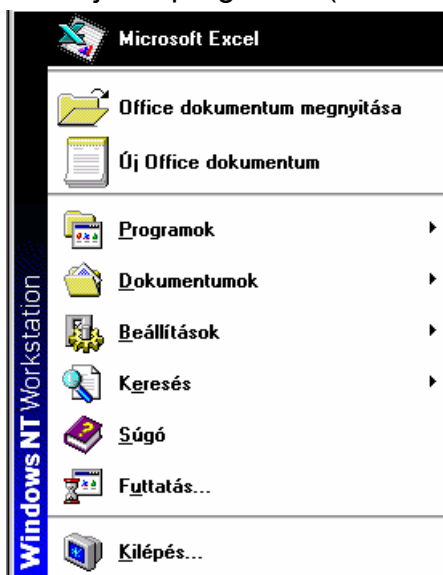 Microsoft Excel
Office dokumentum megnyitása
Új Office dokumentum
Programok
Dokumentumok
Beállítások
Keresés
Súgó
Futtatás...
Kilépés...
Windows NT Workstation